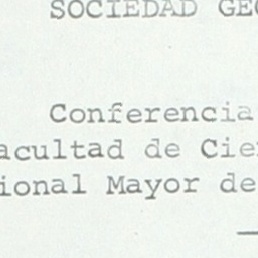 SOCIEDAD GE
Conferencia
acultad de Cie
ional Mayor de